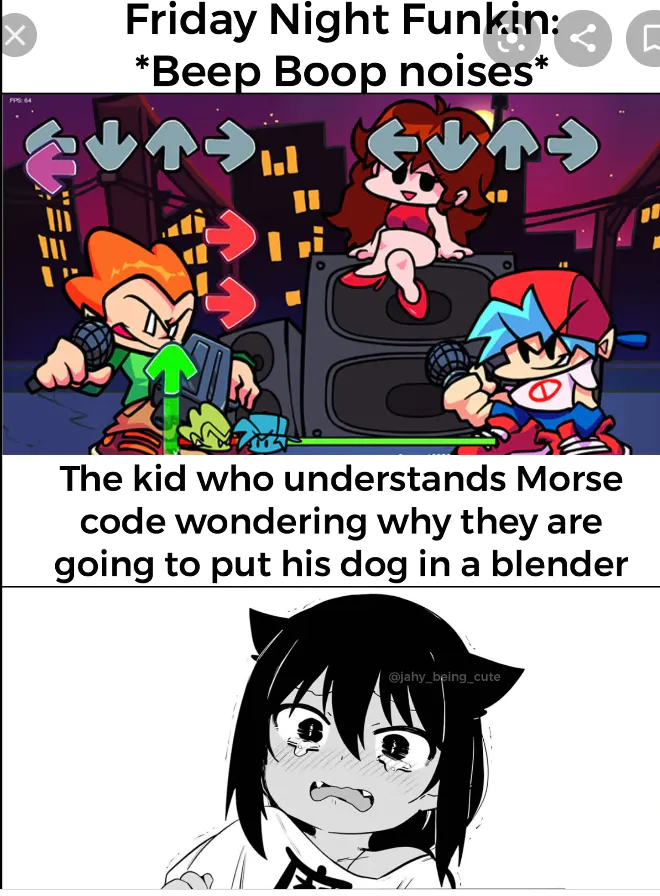 Friday Night Funkin:
*Beep Boop noises*
FPS: 64
The kid who understands Morse
code wondering why they are
going to put his dog in a blender
@jahy_being_cute